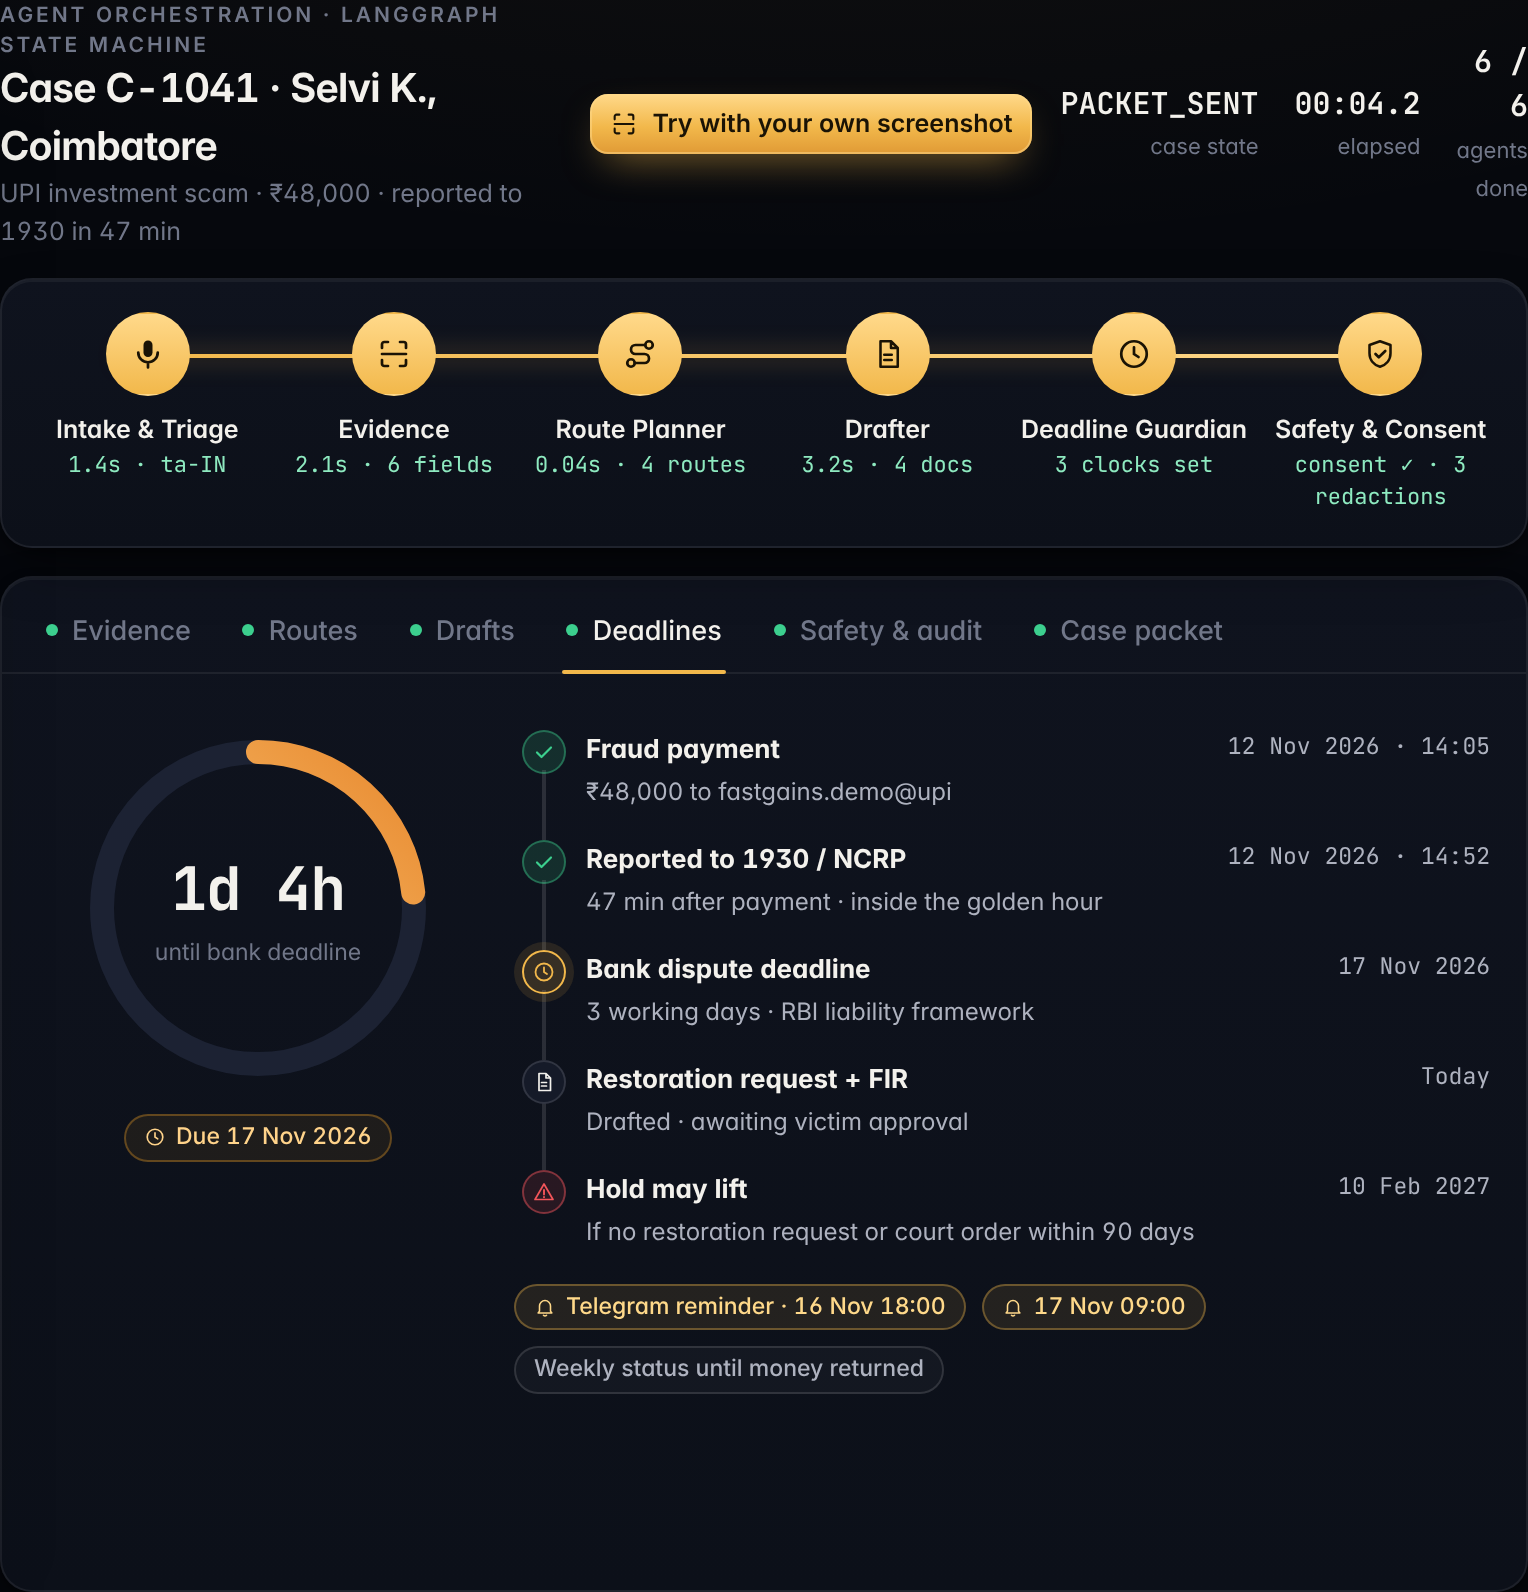 AGENT ORCHESTRATION · LANGGRAPH
STATE MACHINE
Case C-1041 · Selvi K.,
Coimbatore
UPI investment scam · ₹48,000 · reported to
1930 in 47 min
Try with your own screenshot
PACKET_SENT
case state
00:04.2
elapsed
6 /
6
agents
done
Intake & Triage
1.4s · ta-IN
Evidence
2.1s · 6 fields
Route Planner
0.04s · 4 routes
Drafter
3.2s · 4 docs
Deadline Guardian
3 clocks set
Safety & Consent
consent ✓ · 3
redactions
Evidence
Routes
Drafts
Deadlines
Safety & audit
Case packet
1d 4h
until bank deadline
Due 17 Nov 2026
Fraud payment
12 Nov 2026 · 14:05
₹48,000 to fastgains.demo@upi
Reported to 1930 / NCRP
12 Nov 2026 · 14:52
47 min after payment · inside the golden hour
Bank dispute deadline
17 Nov 2026
3 working days · RBI liability framework
Restoration request + FIR
Today
Drafted · awaiting victim approval
Hold may lift
10 Feb 2027
If no restoration request or court order within 90 days
Telegram reminder · 16 Nov 18:00
17 Nov 09:00
Weekly status until money returned